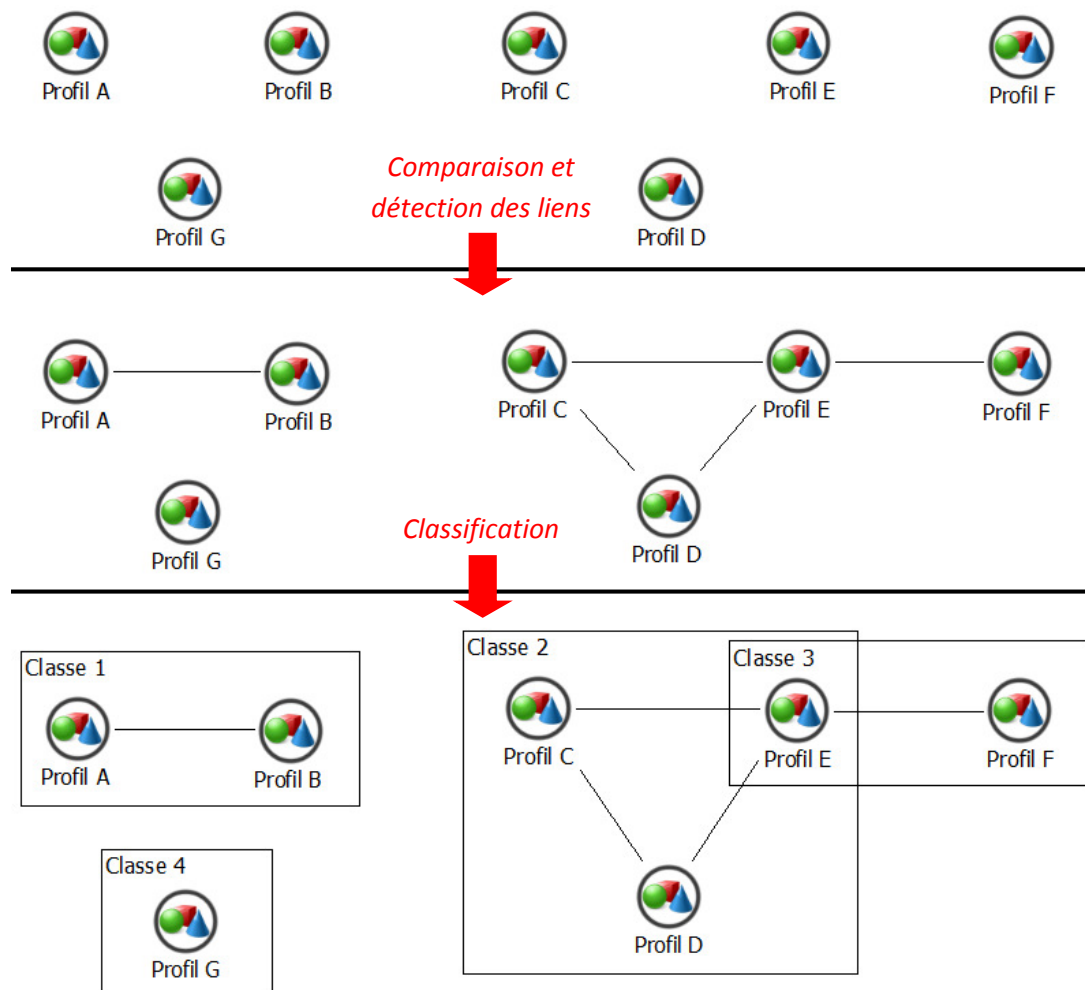 Profil A
Profil B
Profil C
Profil E
Profil F
Comparaison et
détection des liens
Profil G
Profil D
Profil A
Profil B
Profil C
Profil E
Profil F
Profil G
Classification
Profil D
Classe 1
Classe 2
Classe 3
Profil A
Profil B
Profil C
Profil E
Profil F
Classe 4
Profil G
Profil D